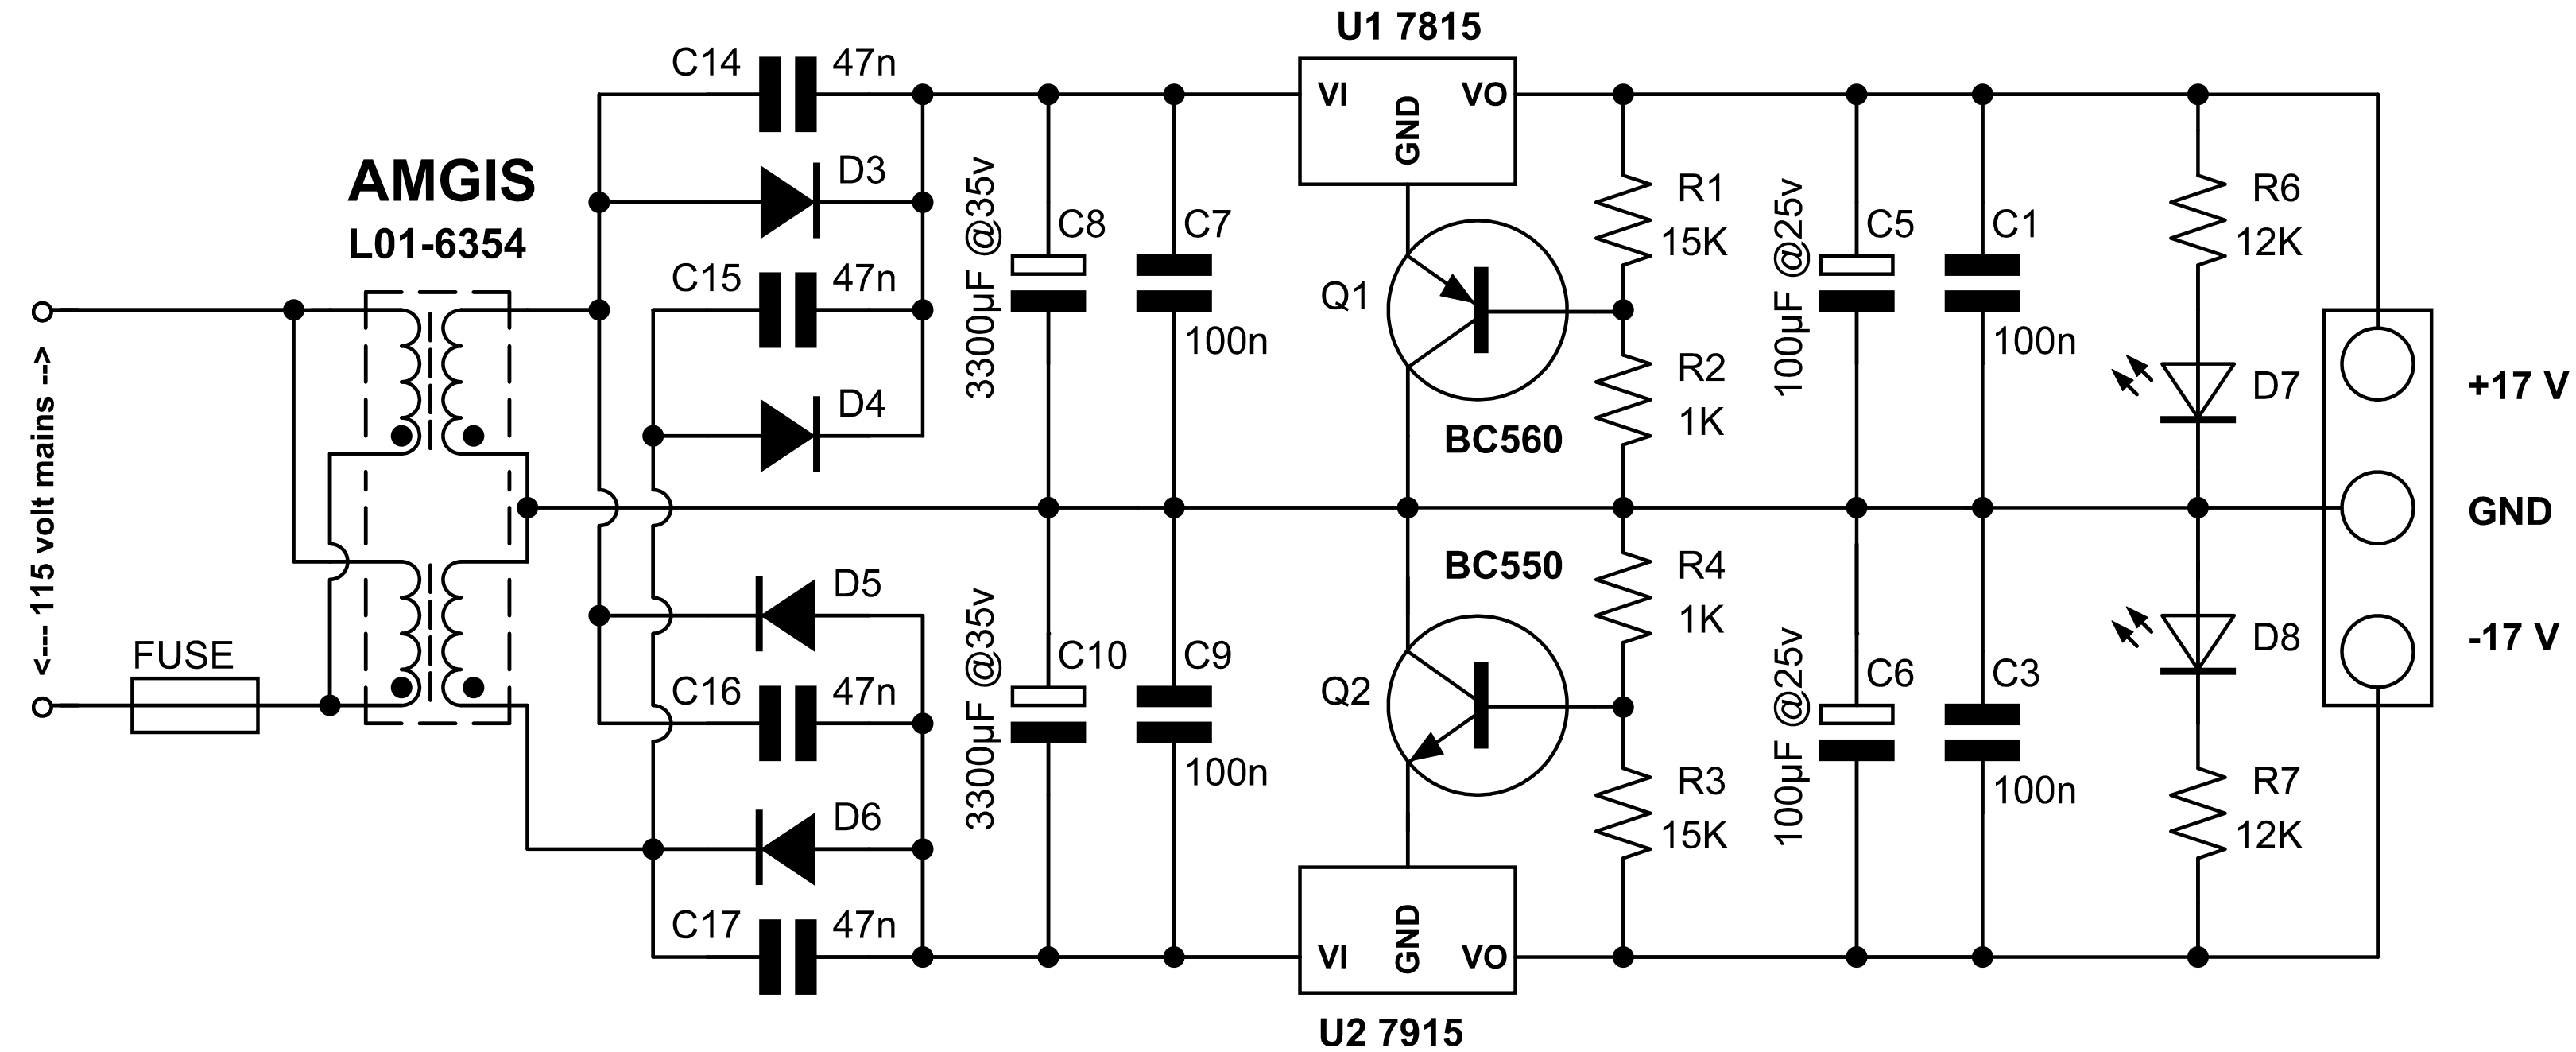 U1 7815
C14
47n
VI
GND
VO
AMGIS
L01-6354
D3
3300µF @35v
C8
C7
100n
R1
15K
100µF @25v
C5
C1
100n
R6
12K
C15
47n
Q1
R2
1K
D7
+17 V
D4
BC560
<--- 115 volt mains -->
GND
BC550
D5
R4
1K
D8
-17 V
FUSE
C16
47n
3300µF @35v
C10
C9
100n
Q2
100µF @25v
C6
C3
100n
R3
15K
R7
12K
D6
C17
47n
VI
GND
VO
U2 7915